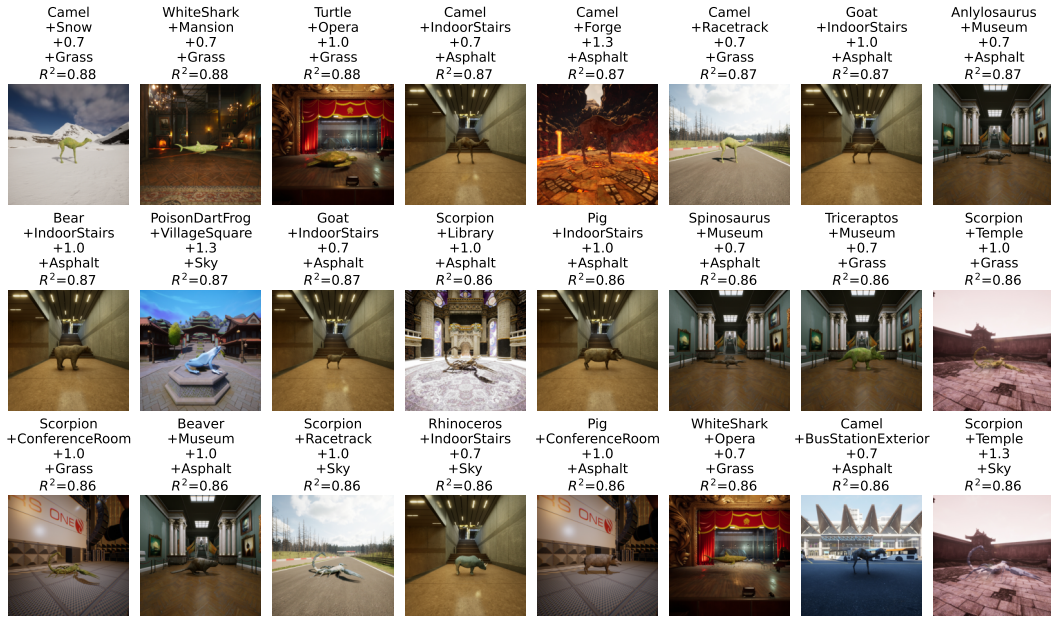 Camel
+Snow
+0.7
+Grass
R²=0.88
WhiteShark
+Mansion
+0.7
+Grass
R²=0.88
Turtle
+Opera
+1.0
+Grass
R²=0.88
Camel
+IndoorStairs
+0.7
+Asphalt
R²=0.87
Camel
+Forge
+1.3
+Asphalt
R²=0.87
Camel
+Racetrack
+0.7
+Grass
R²=0.87
Goat
+IndoorStairs
+1.0
+Asphalt
R²=0.87
Anlylosaurus
+Museum
+0.7
+Asphalt
R²=0.87
Bear
+IndoorStairs
+1.0
+Asphalt
R²=0.87
PoisonDartFrog
+VillageSquare
+1.3
+Sky
R²=0.87
Goat
+IndoorStairs
+0.7
+Asphalt
R²=0.87
Scorpion
+Library
+1.0
+Asphalt
R²=0.86
Pig
+IndoorStairs
+1.0
+Asphalt
R²=0.86
Spinosaurus
+Museum
+0.7
+Asphalt
R²=0.86
Triceraptos
+Museum
+0.7
+Grass
R²=0.86
Scorpion
+Temple
+1.0
+Grass
R²=0.86
Scorpion
+ConferenceRoom
+1.0
+Grass
R²=0.86
Beaver
+Museum
+1.0
+Asphalt
R²=0.86
Scorpion
+Racetrack
+1.0
+Sky
R²=0.86
Rhinoceros
+IndoorStairs
+0.7
+Sky
R²=0.86
Pig
+ConferenceRoom
+1.0
+Asphalt
R²=0.86
WhiteShark
+Opera
+0.7
+Grass
R²=0.86
Camel
+BusStationExterior
+0.7
+Asphalt
R²=0.86
Scorpion
+Temple
+1.3
+Sky
R²=0.86
S ONE